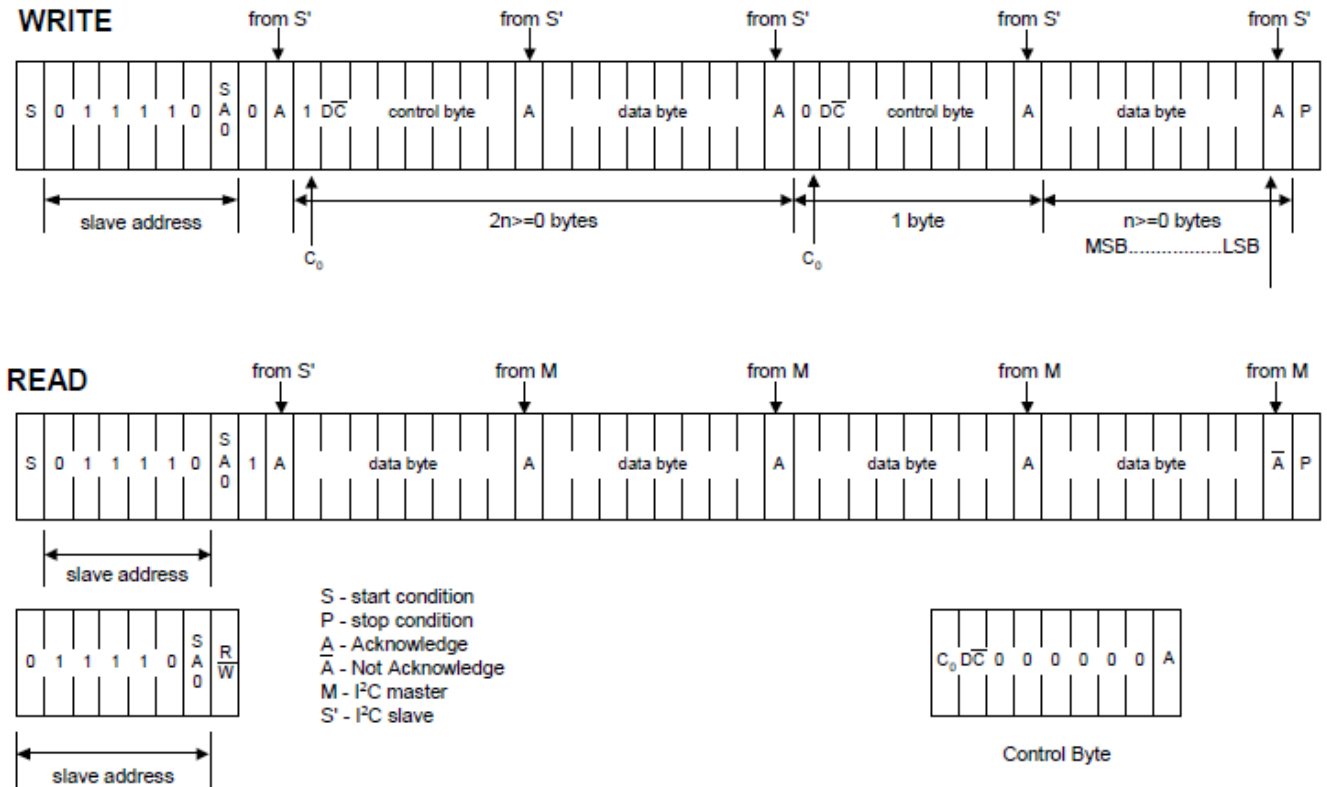 WRITE
from S' from S' from S' from S' from S'
S 0 1 1 1 1 0 SA0 0 A 1 DC̅ control byte A data byte A 0 DC̅ control byte A data byte A P
slave address 2n>=0 bytes 1 byte n>=0 bytes
MSB.................LSB
C₀ C₀
READ
from S' from M from M from M from M
S 0 1 1 1 1 0 SA0 1 A data byte A data byte A data byte A data byte A̅ P
slave address
0 1 1 1 1 0 SA0 R/W
slave address
S - start condition
P - stop condition
A - Acknowledge
A̅ - Not Acknowledge
M - I²C master
S' - I²C slave
C₀ DC̅ 0 0 0 0 0 0 A
Control Byte